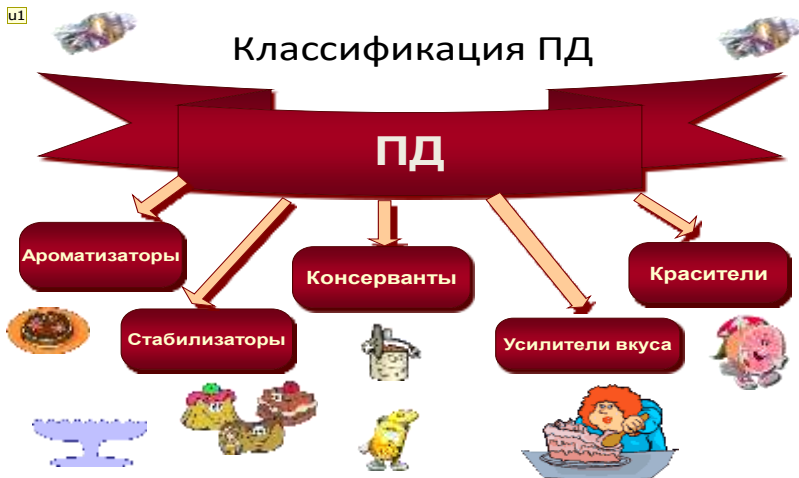 u1
Классификация ПД
ПД
Ароматизаторы
Стабилизаторы
Консерванты
Усилители вкуса
Красители